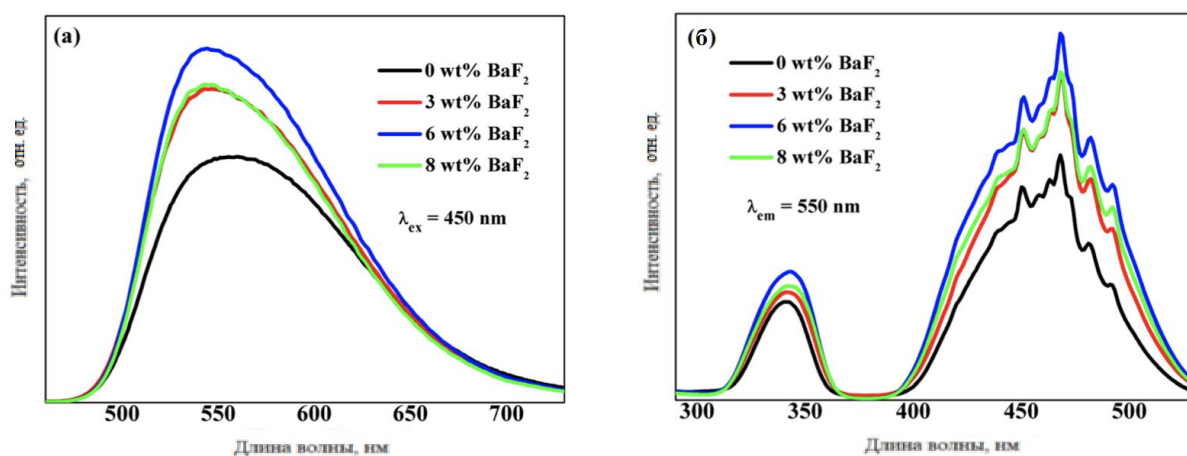 (а)
0 wt% BaF₂
3 wt% BaF₂
6 wt% BaF₂
8 wt% BaF₂
λex = 450 nm
Интенсивность, отн. ед.
500 550 600 650 700
Длина волны, нм
(б)
0 wt% BaF₂
3 wt% BaF₂
6 wt% BaF₂
8 wt% BaF₂
λem = 550 nm
Интенсивность, отн. ед.
300 350 400 450 500
Длина волны, нм